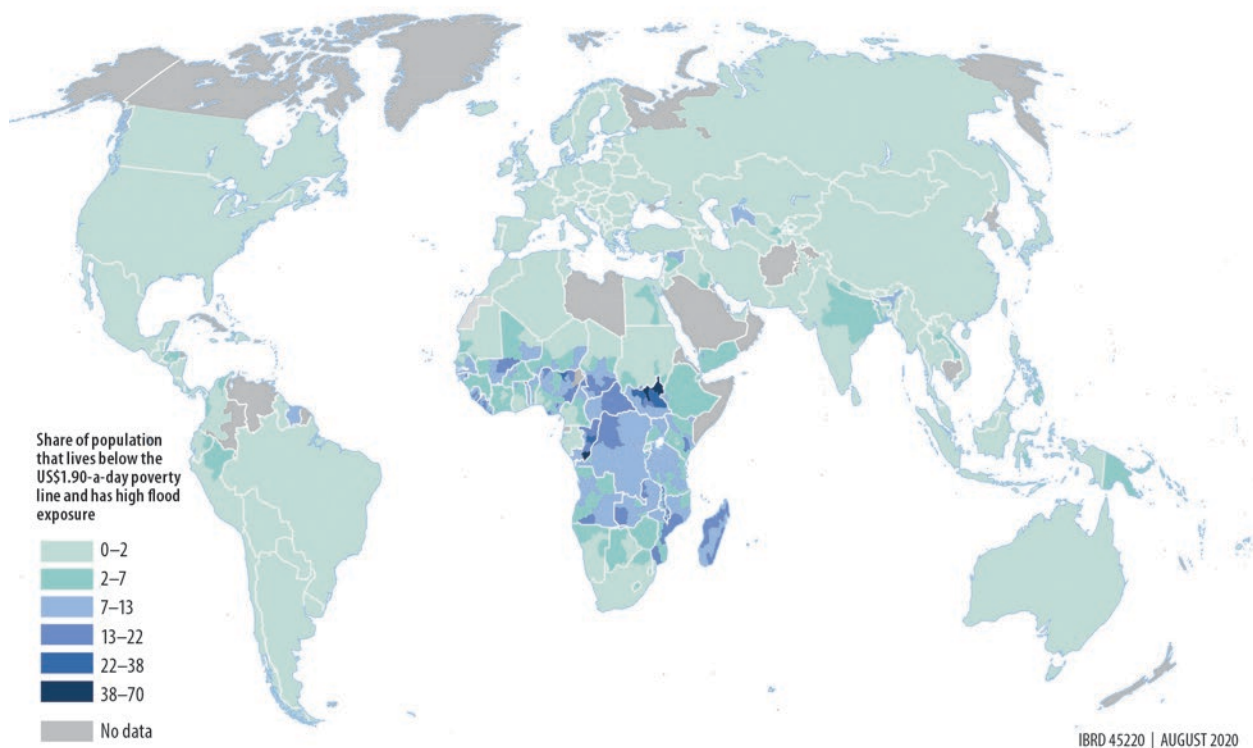 Share of population
that lives below the
US$1.90-a-day poverty
line and has high flood
exposure
0–2
2–7
7–13
13–22
22–38
38–70
No data
IBRD 45220 | AUGUST 2020